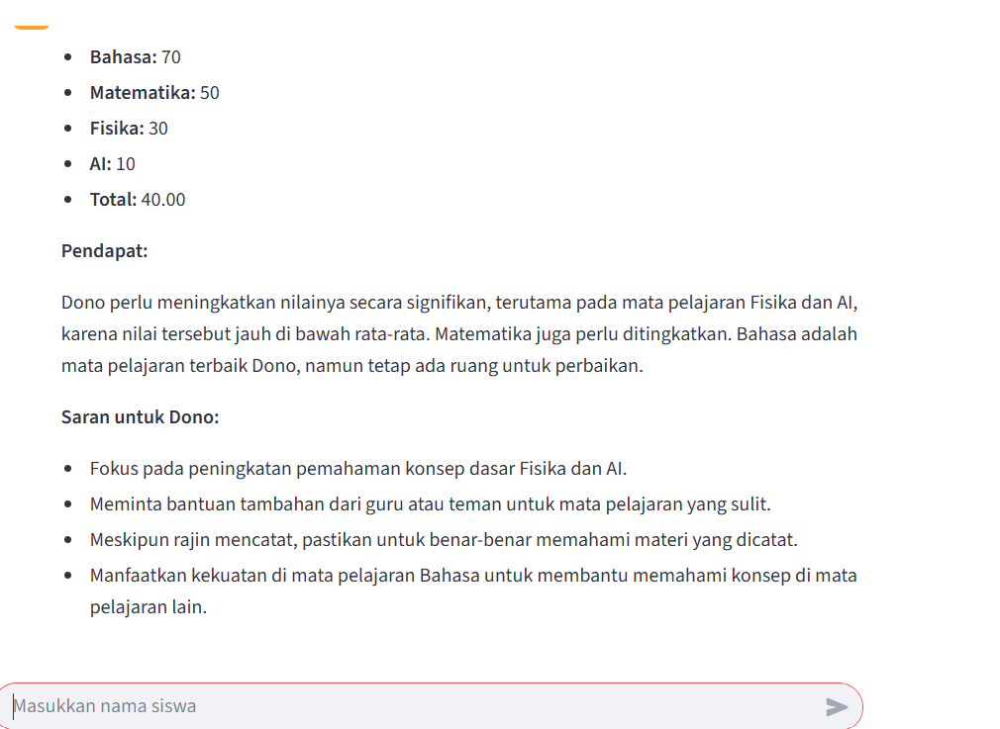 Bahasa: 70
Matematika: 50
Fisika: 30
AI: 10
Total: 40.00
Pendapat:
Dono perlu meningkatkan nilainya secara signifikan, terutama pada mata pelajaran Fisika dan AI,
karena nilai tersebut jauh di bawah rata-rata. Matematika juga perlu ditingkatkan. Bahasa adalah
mata pelajaran terbaik Dono, namun tetap ada ruang untuk perbaikan.
Saran untuk Dono:
Fokus pada peningkatan pemahaman konsep dasar Fisika dan AI.
Meminta bantuan tambahan dari guru atau teman untuk mata pelajaran yang sulit.
Meskipun rajin mencatat, pastikan untuk benar-benar memahami materi yang dicatat.
Manfaatkan kekuatan di mata pelajaran Bahasa untuk membantu memahami konsep di mata
pelajaran lain.
Masukkan nama siswa